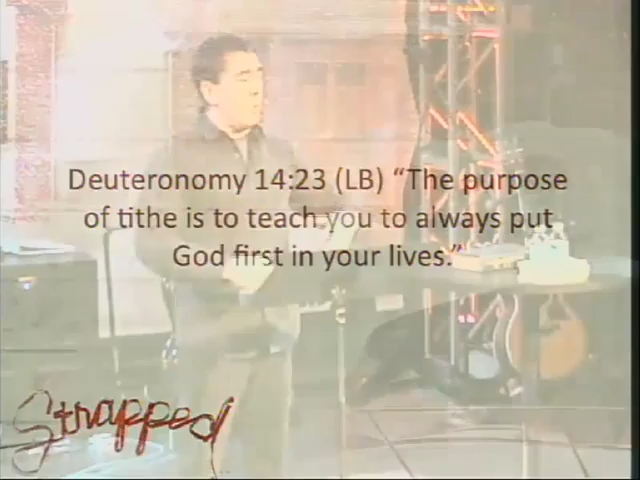 Deuteronomy 14:23 (LB) “The purpose
of tithe is to teach you to always put
God first in your lives.”
Strapped